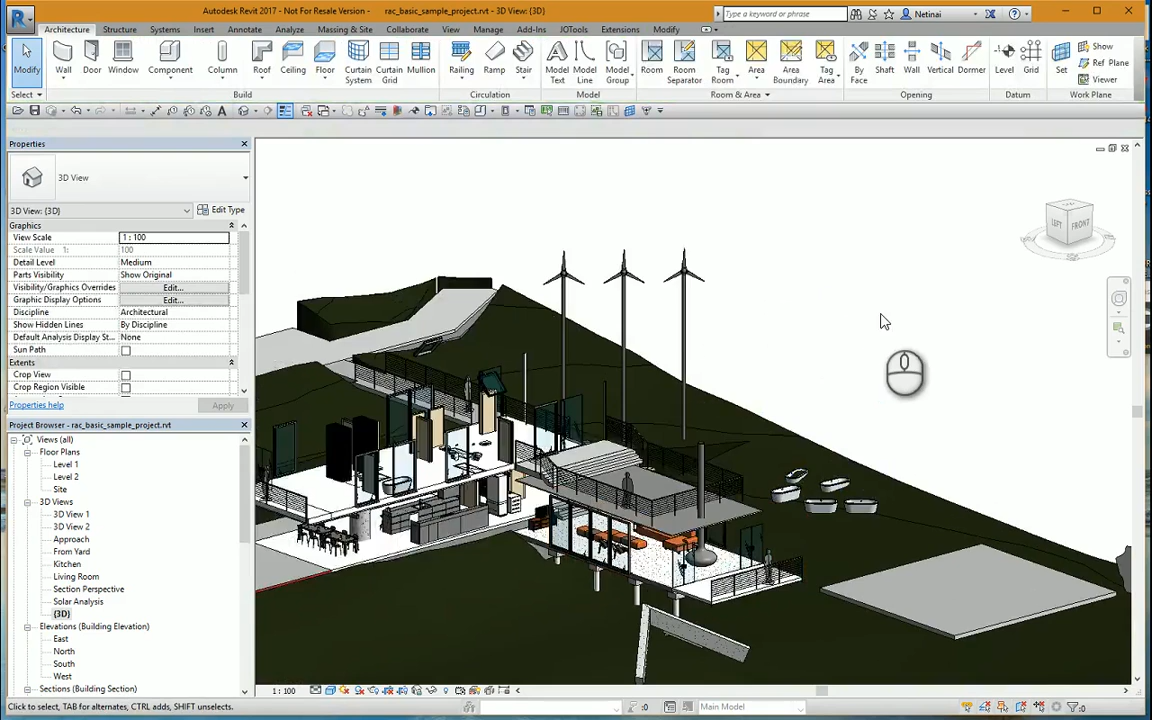 Autodesk Revit 2017 - Not For Resale Version - rac_basic_sample_project.rvt - 3D View: {3D}
Type a keyword or phrase
Netinai
Architecture Structure Systems Insert Annotate Analyze Massing & Site Collaborate View Manage Add-Ins JOTools Extensions Modify
Modify Wall Door Window Component Column Roof Ceiling Floor Curtain System Curtain Grid Mullion Railing Ramp Stair Model Text Model Line Model Group Room Room Separator Tag Room Area Area Boundary Tag Area By Face Shaft Wall Vertical Dormer Level Grid Set Show Ref Plane Viewer
Select Build Circulation Model Room & Area Opening Datum Work Plane
Properties
3D View
3D View: {3D} Edit Type
Graphics
View Scale 1 : 100
Scale Value 1: 100
Detail Level Medium
Parts Visibility Show Original
Visibility/Graphics Overrides Edit...
Graphic Display Options Edit...
Discipline Architectural
Show Hidden Lines By Discipline
Default Analysis Display St... None
Sun Path
Extents
Crop View
Crop Region Visible
Properties help Apply
Project Browser - rac_basic_sample_project.rvt
Views (all)
Floor Plans
Level 1
Level 2
Site
3D Views
3D View 1
3D View 2
Approach
From Yard
Kitchen
Living Room
Section Perspective
Solar Analysis
{3D}
Elevations (Building Elevation)
East
North
South
West
Sections (Building Section)
LEFT FRONT
1 : 100
Click to select, TAB for alternates, CTRL adds, SHIFT unselects.
:0
Main Model
:0